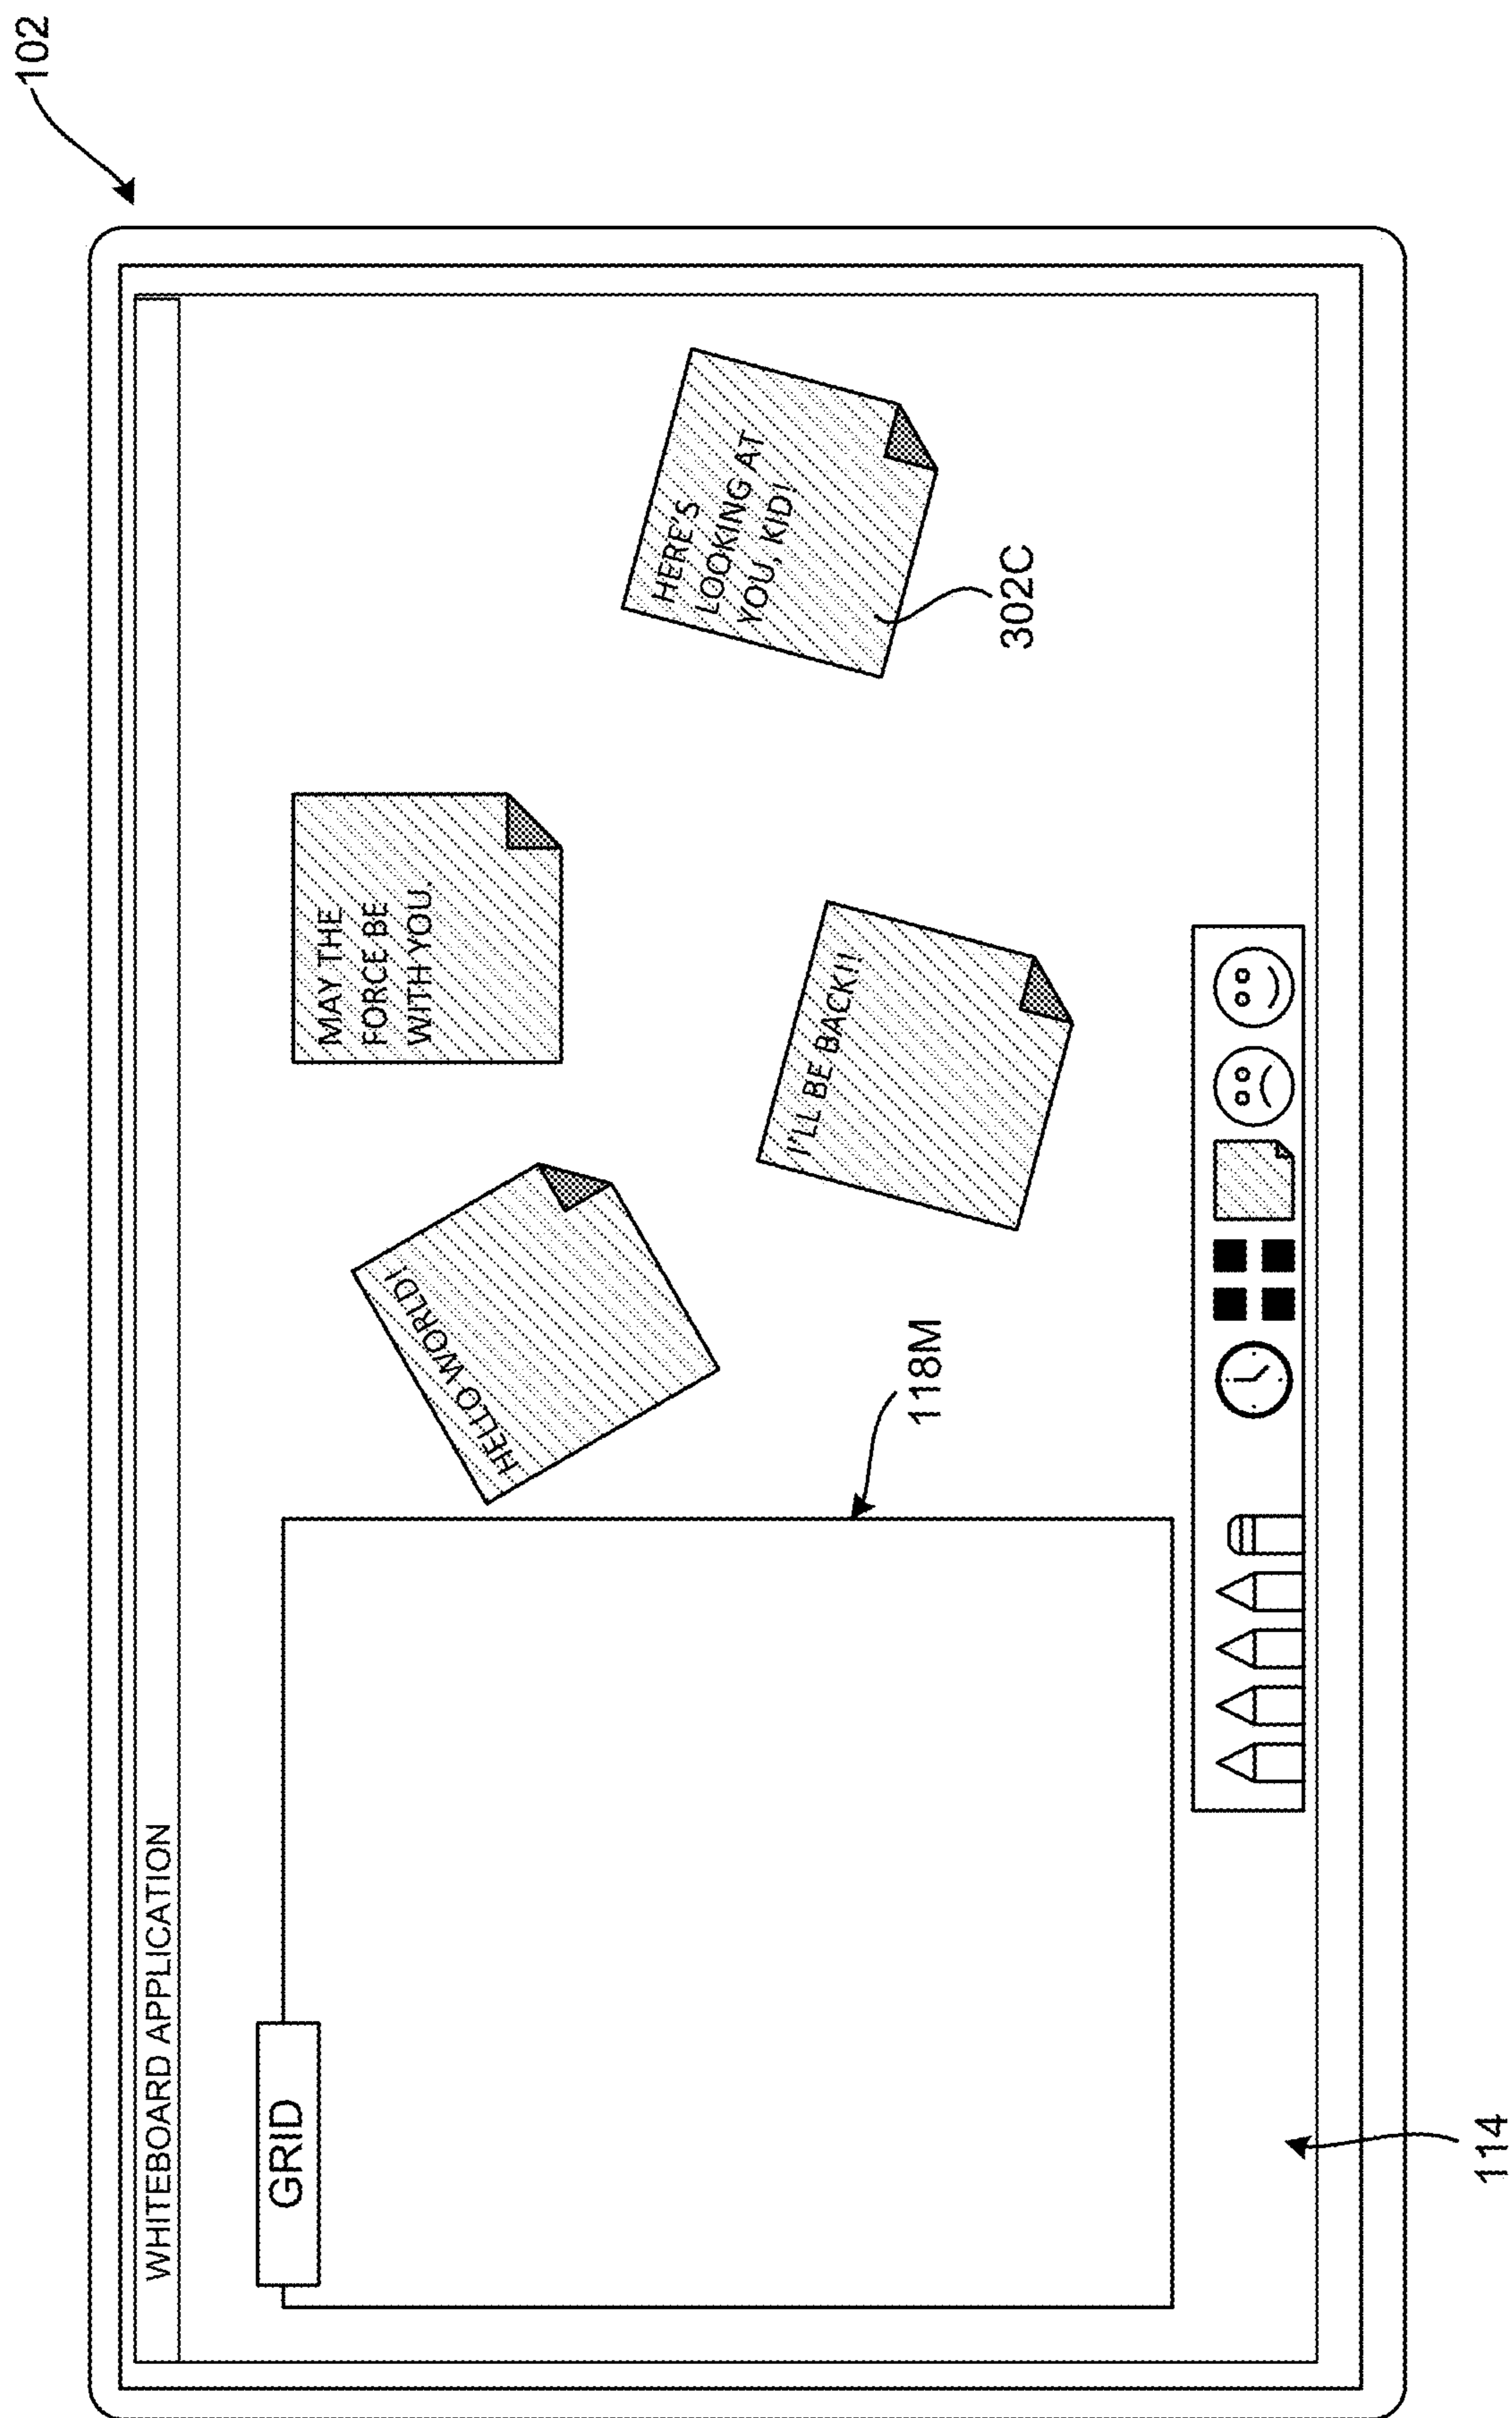 102
WHITEBOARD APPLICATION
GRID
HELLO WORLD!
MAY THE
FORCE BE
WITH YOU.
HERE'S
LOOKING AT
YOU, KID!
302C
I'LL BE BACK!!
118M
114